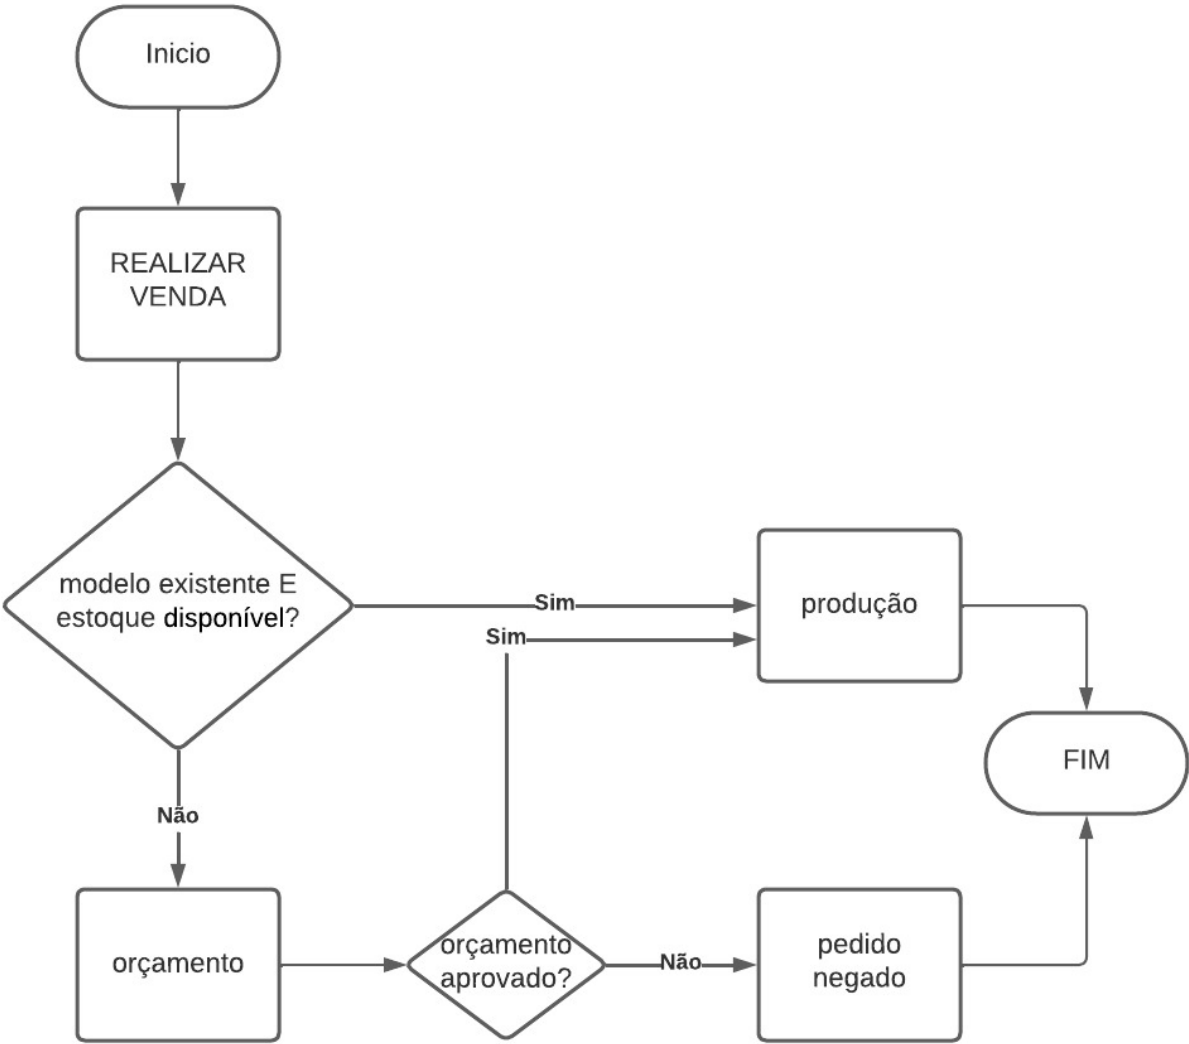 Inicio
REALIZAR
VENDA
modelo existente E
estoque disponível?
Sim
produção
Sim
FIM
Não
orçamento
orçamento
aprovado?
Não
pedido
negado